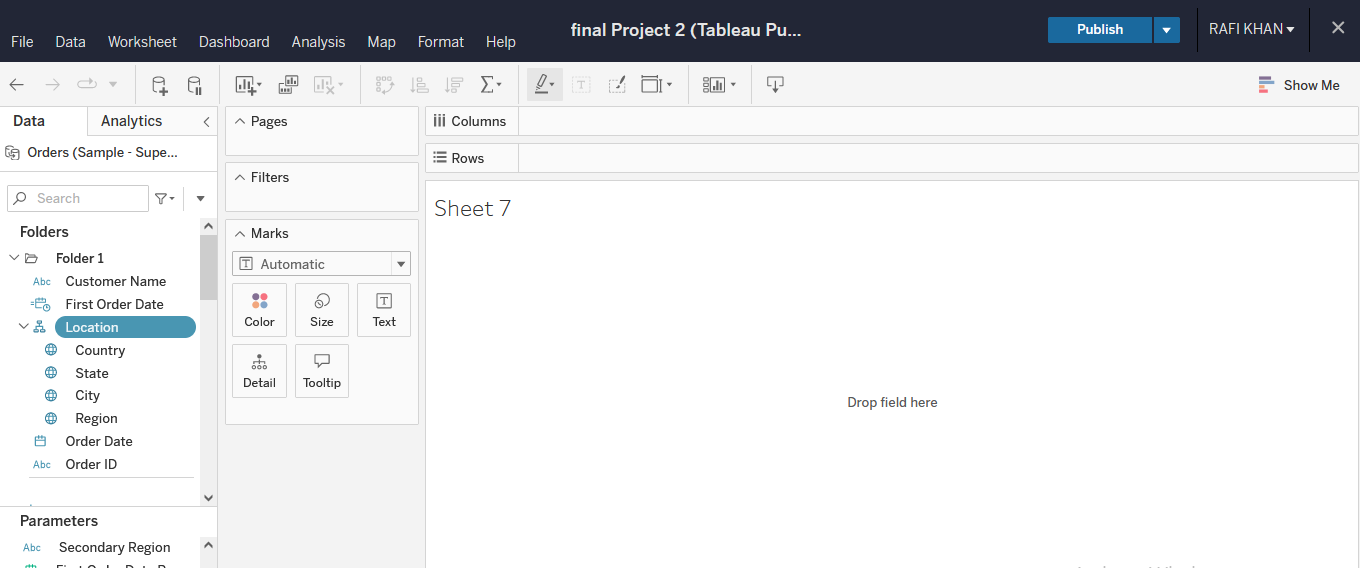 final Project 2 (Tableau Pu...
File Data Worksheet Dashboard Analysis Map Format Help
Publish
RAFI KHAN
Show Me
Data
Analytics
Orders (Sample - Supe...
Search
Folders
Folder 1
Abc Customer Name
First Order Date
Location
Country
State
City
Region
Order Date
Abc Order ID
Parameters
Abc Secondary Region
Pages
Filters
Marks
Automatic
Color
Size
Text
Detail
Tooltip
Columns
Rows
Sheet 7
Drop field here